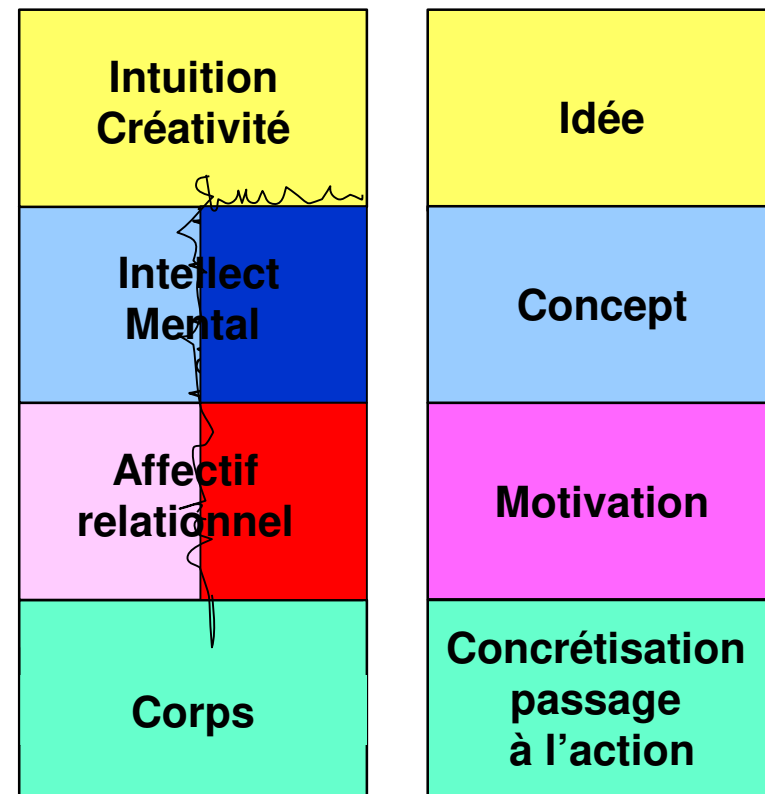 Intuition
Créativité
Intellect
Mental
Affectif
relationnel
Corps
Idée
Concept
Motivation
Concrétisation
passage
à l'action